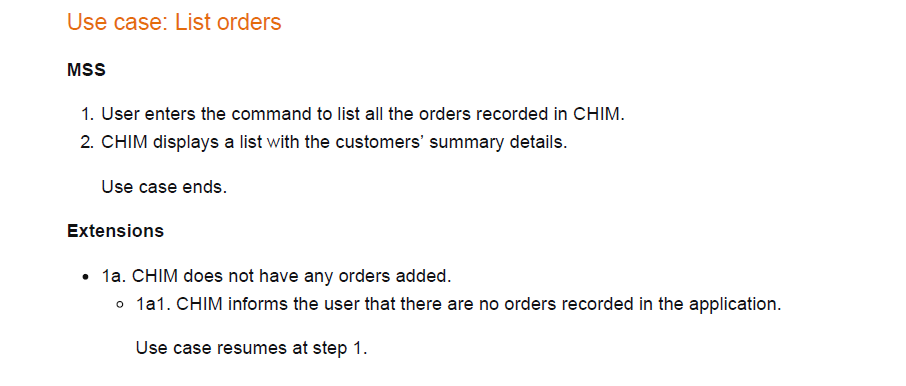 Use case: List orders
MSS
1. User enters the command to list all the orders recorded in CHIM.
2. CHIM displays a list with the customers’ summary details.
Use case ends.
Extensions
• 1a. CHIM does not have any orders added.
○ 1a1. CHIM informs the user that there are no orders recorded in the application.
Use case resumes at step 1.